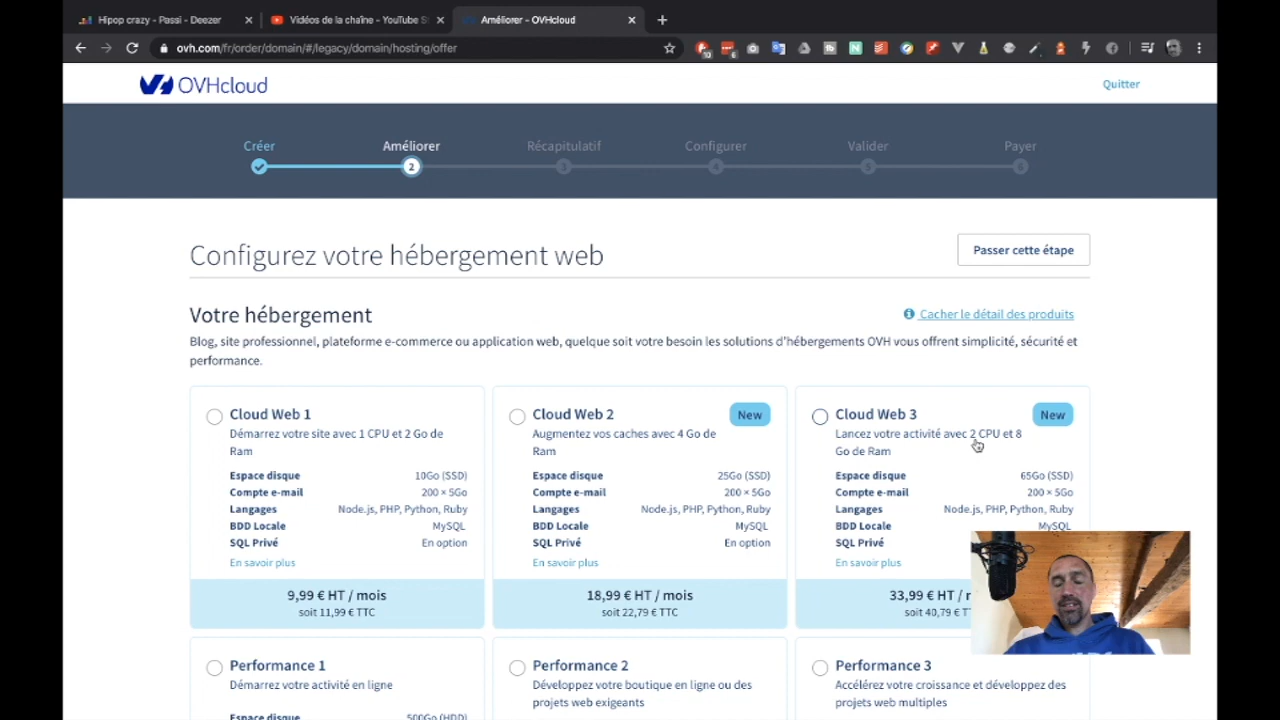 Hipop crazy - Passi - Deezer
Vidéos de la chaîne - YouTube S
Améliorer - OVHcloud
ovh.com/fr/order/domain/#/legacy/domain/hosting/offer
10
6
OVHcloud
Quitter
Créer
Améliorer
Récapitulatif
Configurer
Valider
Payer
2
Configurez votre hébergement web
Passer cette étape
Votre hébergement
Cacher le détail des produits
Blog, site professionnel, plateforme e-commerce ou application web, quelque soit votre besoin les solutions d'hébergements OVH vous offrent simplicité, sécurité et
performance.
Cloud Web 1
Démarrez votre site avec 1 CPU et 2 Go de
Ram
Espace disque 10Go (SSD)
Compte e-mail 200 × 5Go
Langages Node.js, PHP, Python, Ruby
BDD Locale MySQL
SQL Privé En option
En savoir plus
9,99 € HT / mois
soit 11,99 € TTC
Cloud Web 2
New
Augmentez vos caches avec 4 Go de
Ram
Espace disque 25Go (SSD)
Compte e-mail 200 × 5Go
Langages Node.js, PHP, Python, Ruby
BDD Locale MySQL
SQL Privé En option
En savoir plus
18,99 € HT / mois
soit 22,79 € TTC
Cloud Web 3
New
Lancez votre activité avec 2 CPU et 8
Go de Ram
Espace disque 65Go (SSD)
Compte e-mail 200 × 5Go
Langages Node.js, PHP, Python, Ruby
BDD Locale MySQL
SQL Privé
En savoir plus
33,99 € HT /
soit 40,79 €
Performance 1
Démarrez votre activité en ligne
Espace disque 500Go (HDD)
Performance 2
Développez votre boutique en ligne ou des
projets web exigeants
Performance 3
Accélérez votre croissance et développez des
projets web multiples